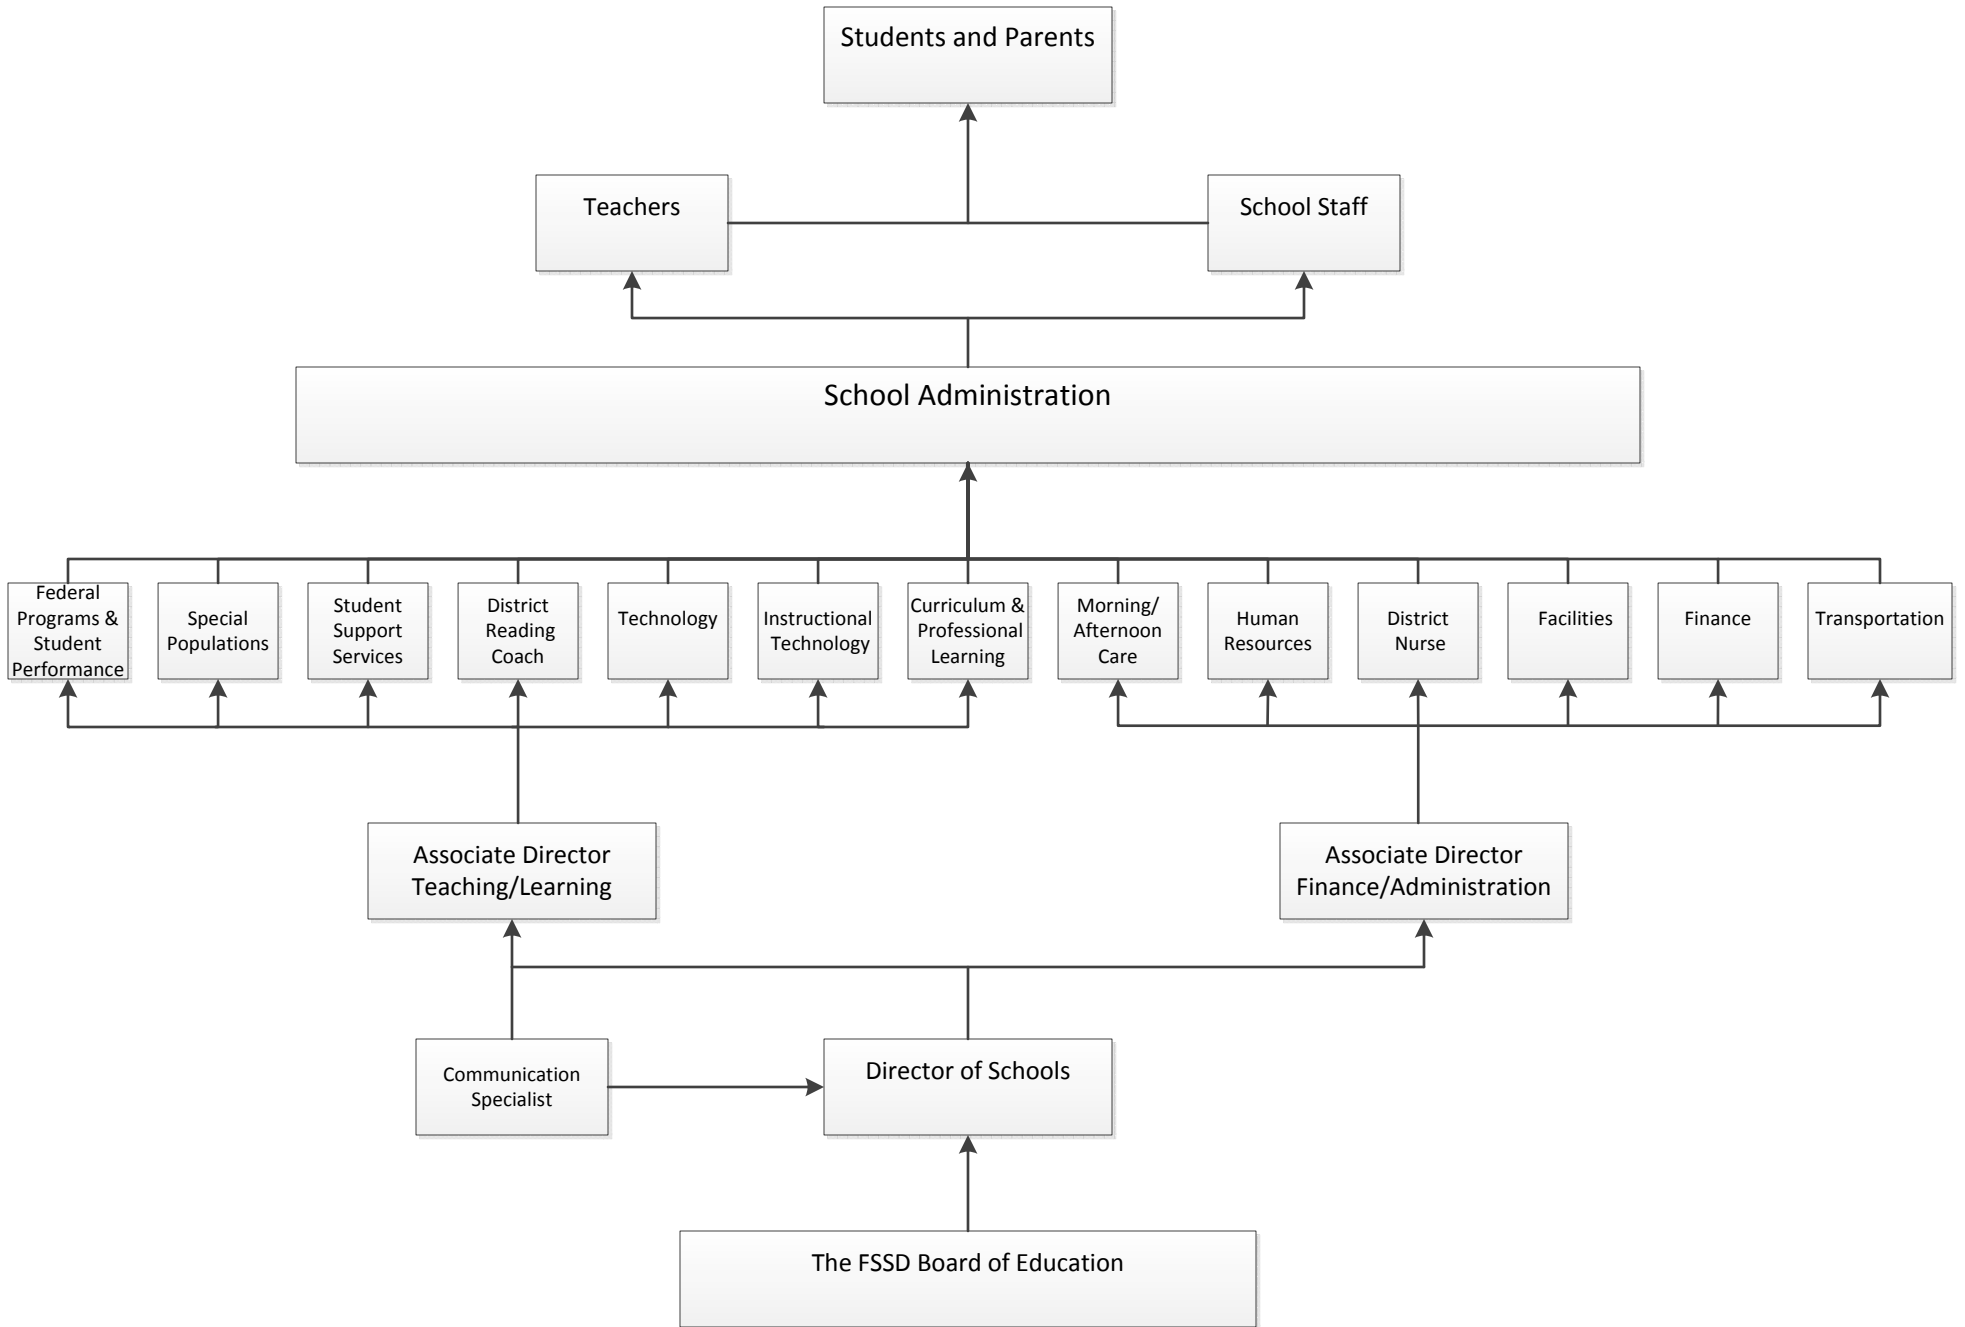 Students and Parents
Teachers
School Staff
School Administration
Federal
Programs &
Student
Performance
Special
Populations
Student
Support
Services
District
Reading
Coach
Technology
Instructional
Technology
Curriculum &
Professional
Learning
Morning/
Afternoon
Care
Human
Resources
District
Nurse
Facilities
Finance
Transportation
Associate Director
Teaching/Learning
Associate Director
Finance/Administration
Communication
Specialist
Director of Schools
The FSSD Board of Education